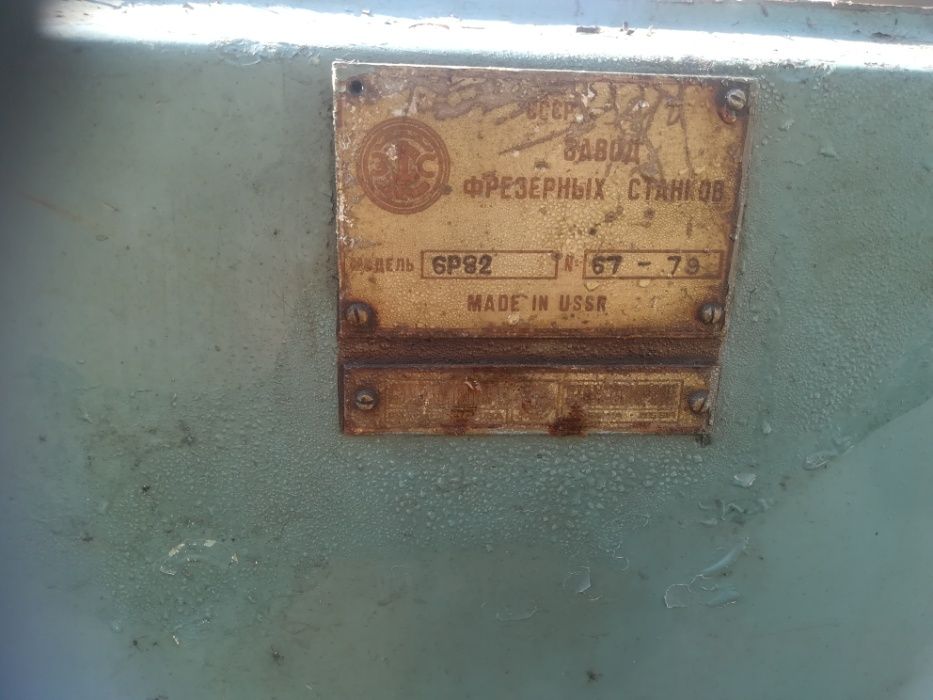 СССР
ЗАВОД
ФРЕЗЕРНЫХ СТАНКОВ
МОДЕЛЬ 6Р82 № 67 - 79
MADE IN USSR